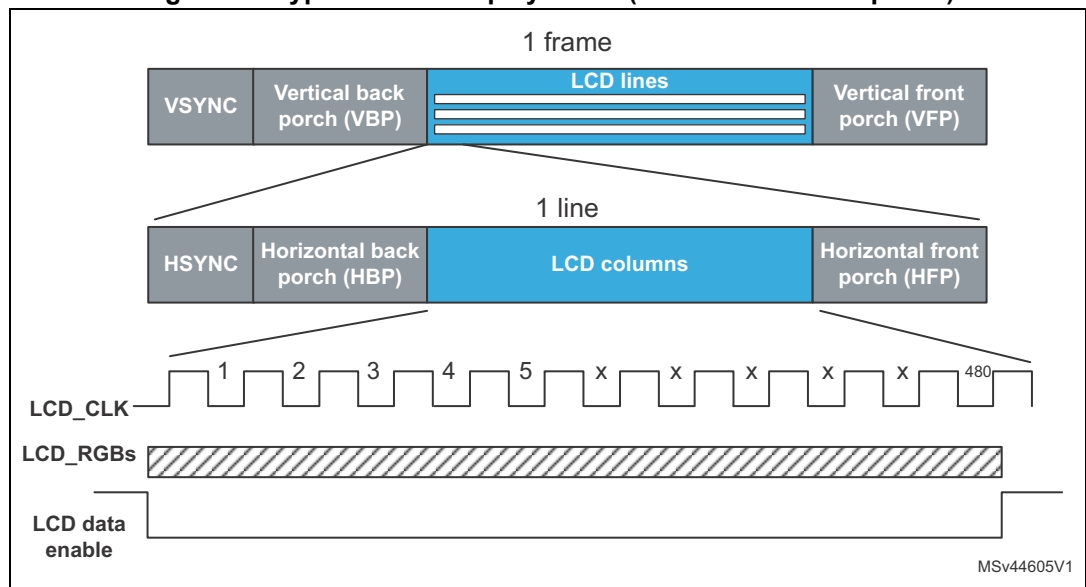 1 frame
VSYNC
Vertical back
porch (VBP)
LCD lines
Vertical front
porch (VFP)
1 line
HSYNC
Horizontal back
porch (HBP)
LCD columns
Horizontal front
porch (HFP)
1 2 3 4 5 x x x x x 480
LCD_CLK
LCD_RGBs
LCD data
enable
MSv44605V1